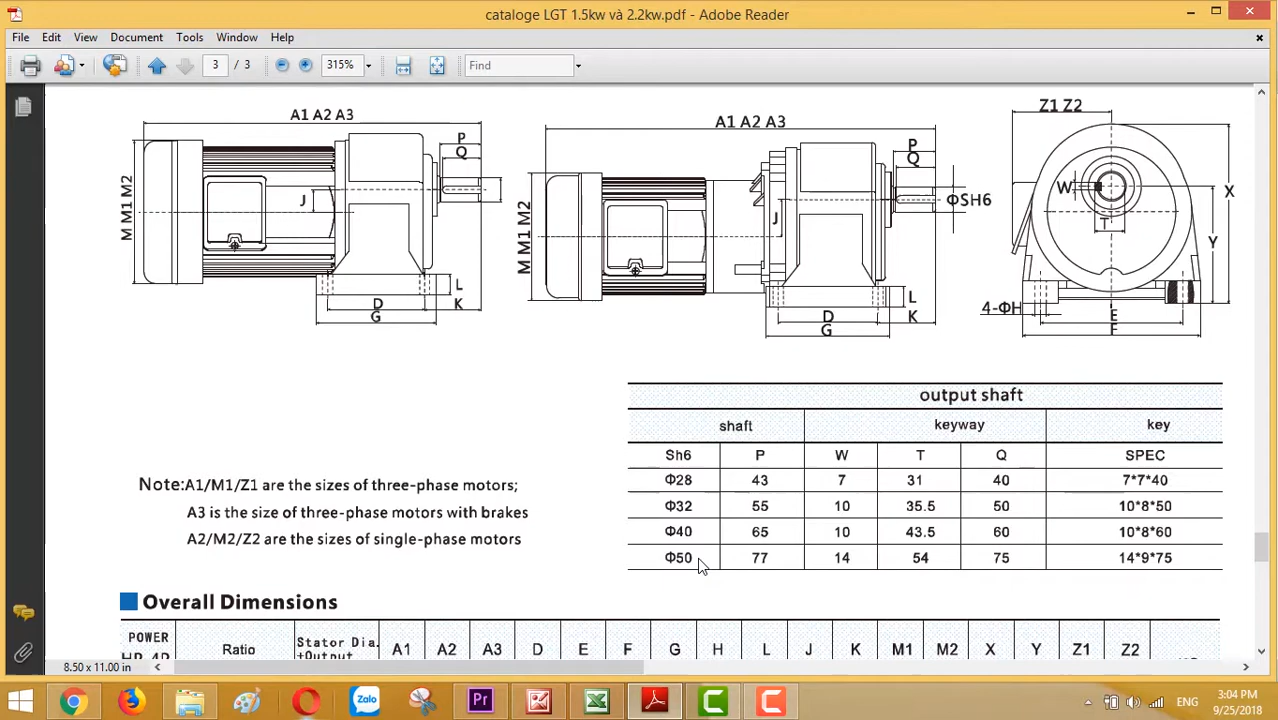 cataloge LGT 1.5kw và 2.2kw.pdf - Adobe Reader
File Edit View Document Tools Window Help
3 / 3 315% Find
A1 A2 A3
P
Q
J
M M1 M2
L
D
K
G
A1 A2 A3
P
Q
ΦSH6
J
M M1 M2
L
D
K
G
Z1 Z2
W
T
X
Y
4-ΦH
E
F
output shaft
shaft keyway key
Sh6 P W T Q SPEC
Φ28 43 7 31 40 7*7*40
Φ32 55 10 35.5 50 10*8*50
Φ40 65 10 43.5 60 10*8*60
Φ50 77 14 54 75 14*9*75
Note:A1/M1/Z1 are the sizes of three-phase motors;
A3 is the size of three-phase motors with brakes
A2/M2/Z2 are the sizes of single-phase motors
Overall Dimensions
POWER Ratio Stator Dia. A1 A2 A3 D E F G H L J K M1 M2 X Y Z1 Z2
8.50 x 11.00 in
Zalo Pr ENG 3:04 PM
9/25/2018